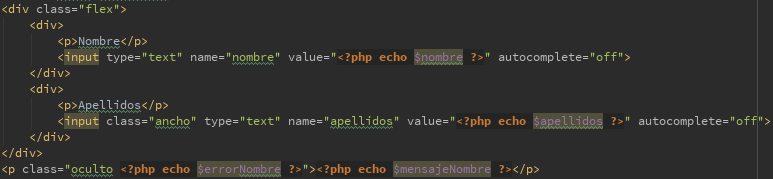 <div class="flex">
<div>
<p>Nombre</p>
<input type="text" name="nombre" value="<?php echo $nombre ?>" autocomplete="off">
</div>
<div>
<p>Apellidos</p>
<input class="ancho" type="text" name="apellidos" value="<?php echo $apellidos ?>" autocomplete="off">
</div>
</div>
<p class="oculto <?php echo $errorNombre ?>"><?php echo $mensajeNombre ?></p>